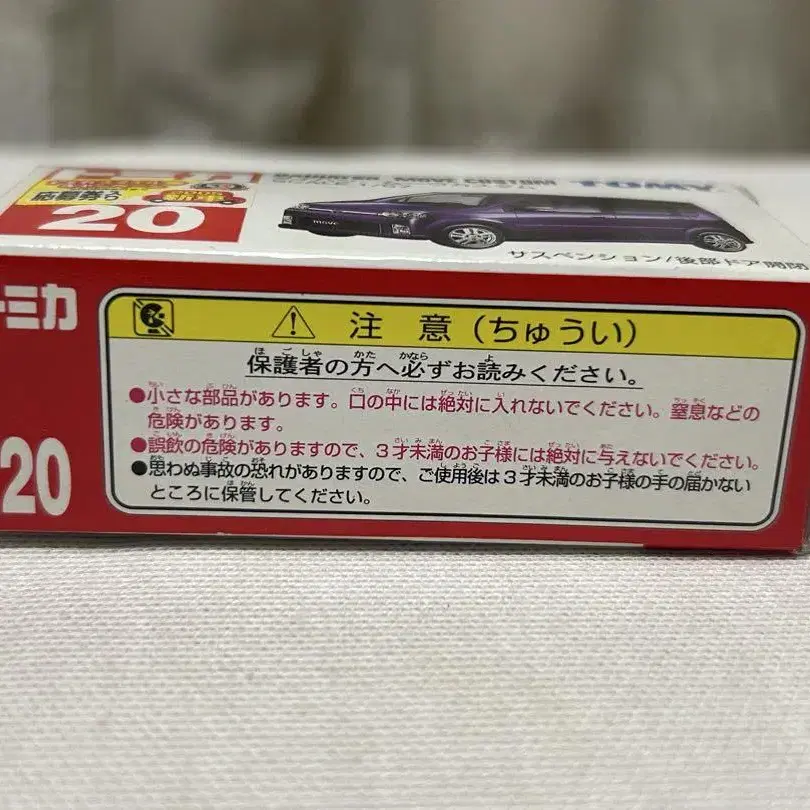 応募券入り
20
TOMY
サスペンション/後部ドア開閉
トミカ
20
注 意（ちゅうい）
保護者の方へ必ずお読みください。
●小さな部品があります。口の中には絶対に入れないでください。窒息などの
危険があります。
●誤飲の危険がありますので、3才未満のお子様には絶対に与えないでください。
●思わぬ事故の恐れがありますので、ご使用後は3才未満のお子様の手の届かない
ところに保管してください。